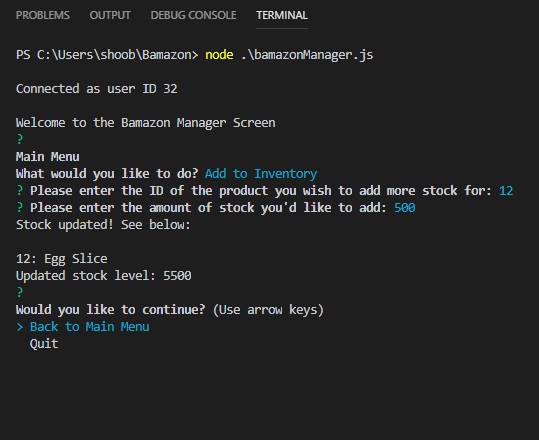 PROBLEMS OUTPUT DEBUG CONSOLE TERMINAL
PS C:\Users\shoob\Bamazon> node .\bamazonManager.js
Connected as user ID 32
Welcome to the Bamazon Manager Screen
?
Main Menu
What would you like to do? Add to Inventory
? Please enter the ID of the product you wish to add more stock for: 12
? Please enter the amount of stock you'd like to add: 500
Stock updated! See below:
12: Egg Slice
Updated stock level: 5500
?
Would you like to continue? (Use arrow keys)
> Back to Main Menu
Quit